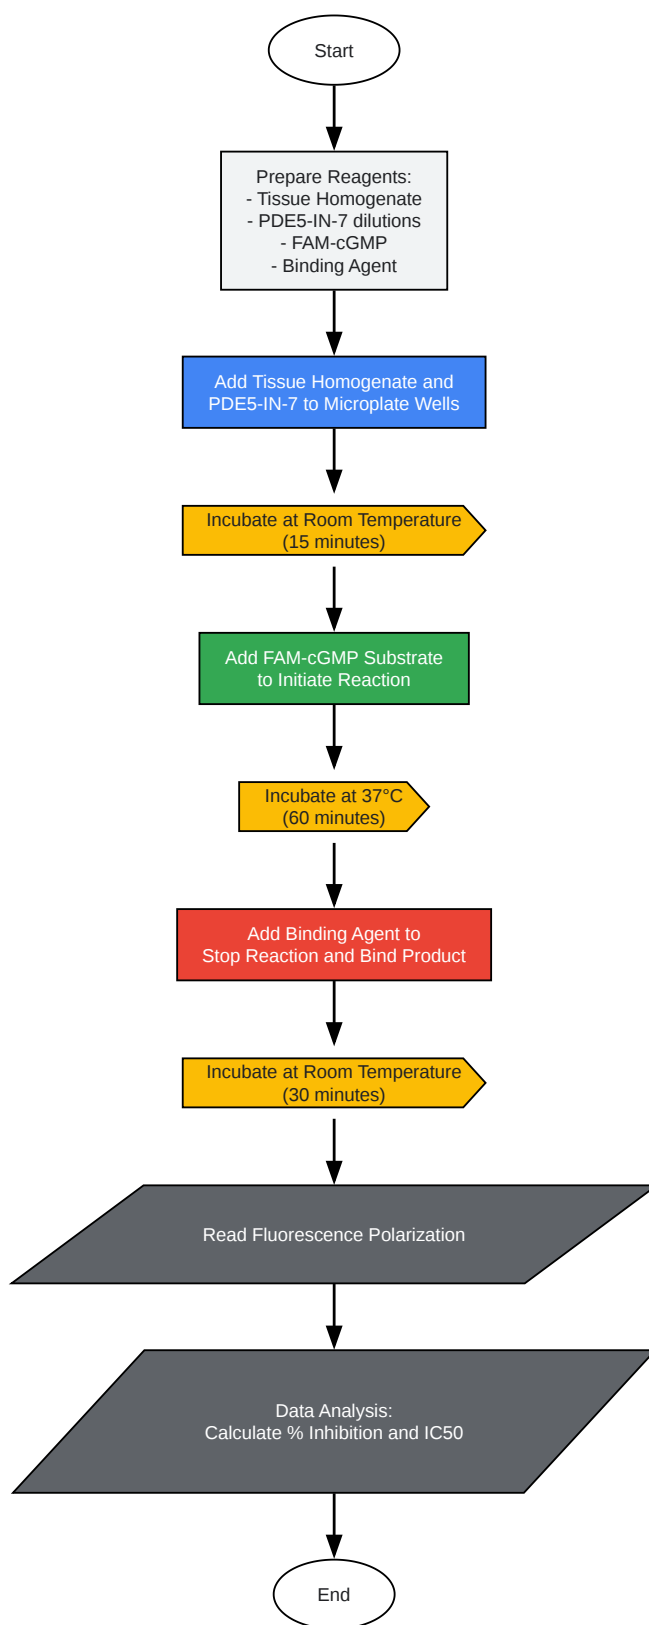 Start
Prepare Reagents:
- Tissue Homogenate
- PDE5-IN-7 dilutions
- FAM-cGMP
- Binding Agent
Add Tissue Homogenate and
PDE5-IN-7 to Microplate Wells
Incubate at Room Temperature
(15 minutes)
Add FAM-cGMP Substrate
to Initiate Reaction
Incubate at 37°C
(60 minutes)
Add Binding Agent to
Stop Reaction and Bind Product
Incubate at Room Temperature
(30 minutes)
Read Fluorescence Polarization
Data Analysis:
Calculate % Inhibition and IC50
End